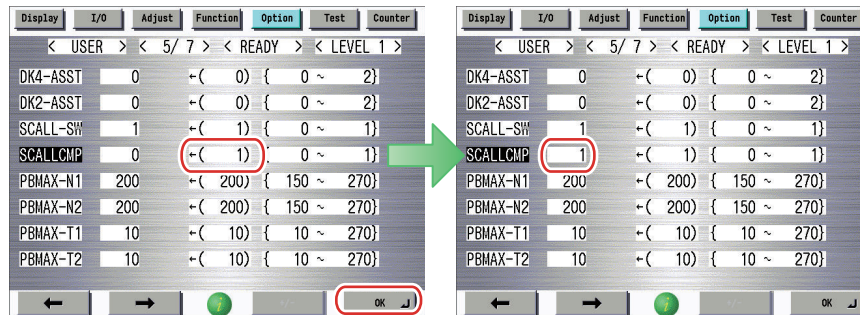 Display I/O Adjust Function Option Test Counter
< USER > < 5/ 7 > < READY > < LEVEL 1 >
DK4-ASST 0 ←( 0) { 0 ~ 2}
DK2-ASST 0 ←( 0) { 0 ~ 2}
SCALL-SW 1 ←( 1) { 0 ~ 1}
SCALLCMP 0 ←( 1) { 0 ~ 1}
PBMAX-N1 200 ←( 200) { 150 ~ 270}
PBMAX-N2 200 ←( 200) { 150 ~ 270}
PBMAX-T1 10 ←( 10) { 10 ~ 20}
PBMAX-T2 10 ←( 10) { 10 ~ 20}
← → i +/- OK
Display I/O Adjust Function Option Test Counter
< USER > < 5/ 7 > < READY > < LEVEL 1 >
DK4-ASST 0 ←( 0) { 0 ~ 2}
DK2-ASST 0 ←( 0) { 0 ~ 2}
SCALL-SW 1 ←( 1) { 0 ~ 1}
SCALLCMP 1 ←( 1) { 0 ~ 1}
PBMAX-N1 200 ←( 200) { 150 ~ 270}
PBMAX-N2 200 ←( 200) { 150 ~ 270}
PBMAX-T1 10 ←( 10) { 10 ~ 20}
PBMAX-T2 10 ←( 10) { 10 ~ 20}
← → i +/- OK